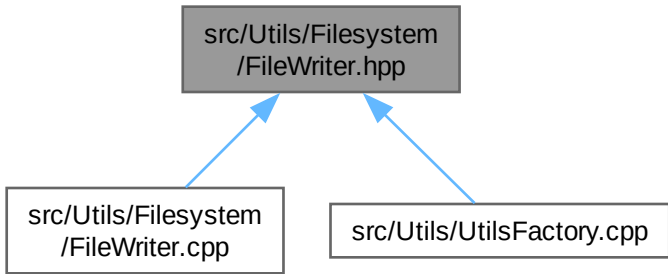 src/Utils/Filesystem
/FileWriter.hpp
src/Utils/Filesystem
/FileWriter.cpp
src/Utils/UtilsFactory.cpp